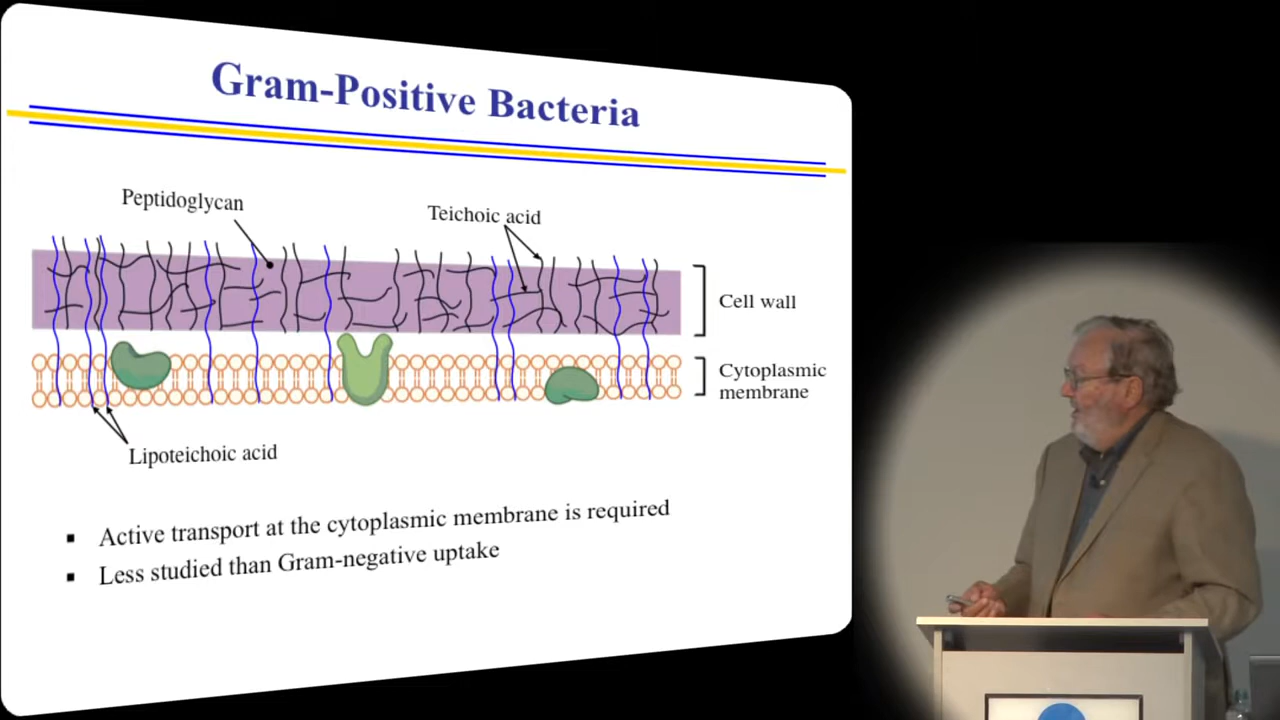 Gram-Positive Bacteria
Peptidoglycan
Teichoic acid
Cell wall
Cytoplasmic
membrane
Lipoteichoic acid
Active transport at the cytoplasmic membrane is required
Less studied than Gram-negative uptake